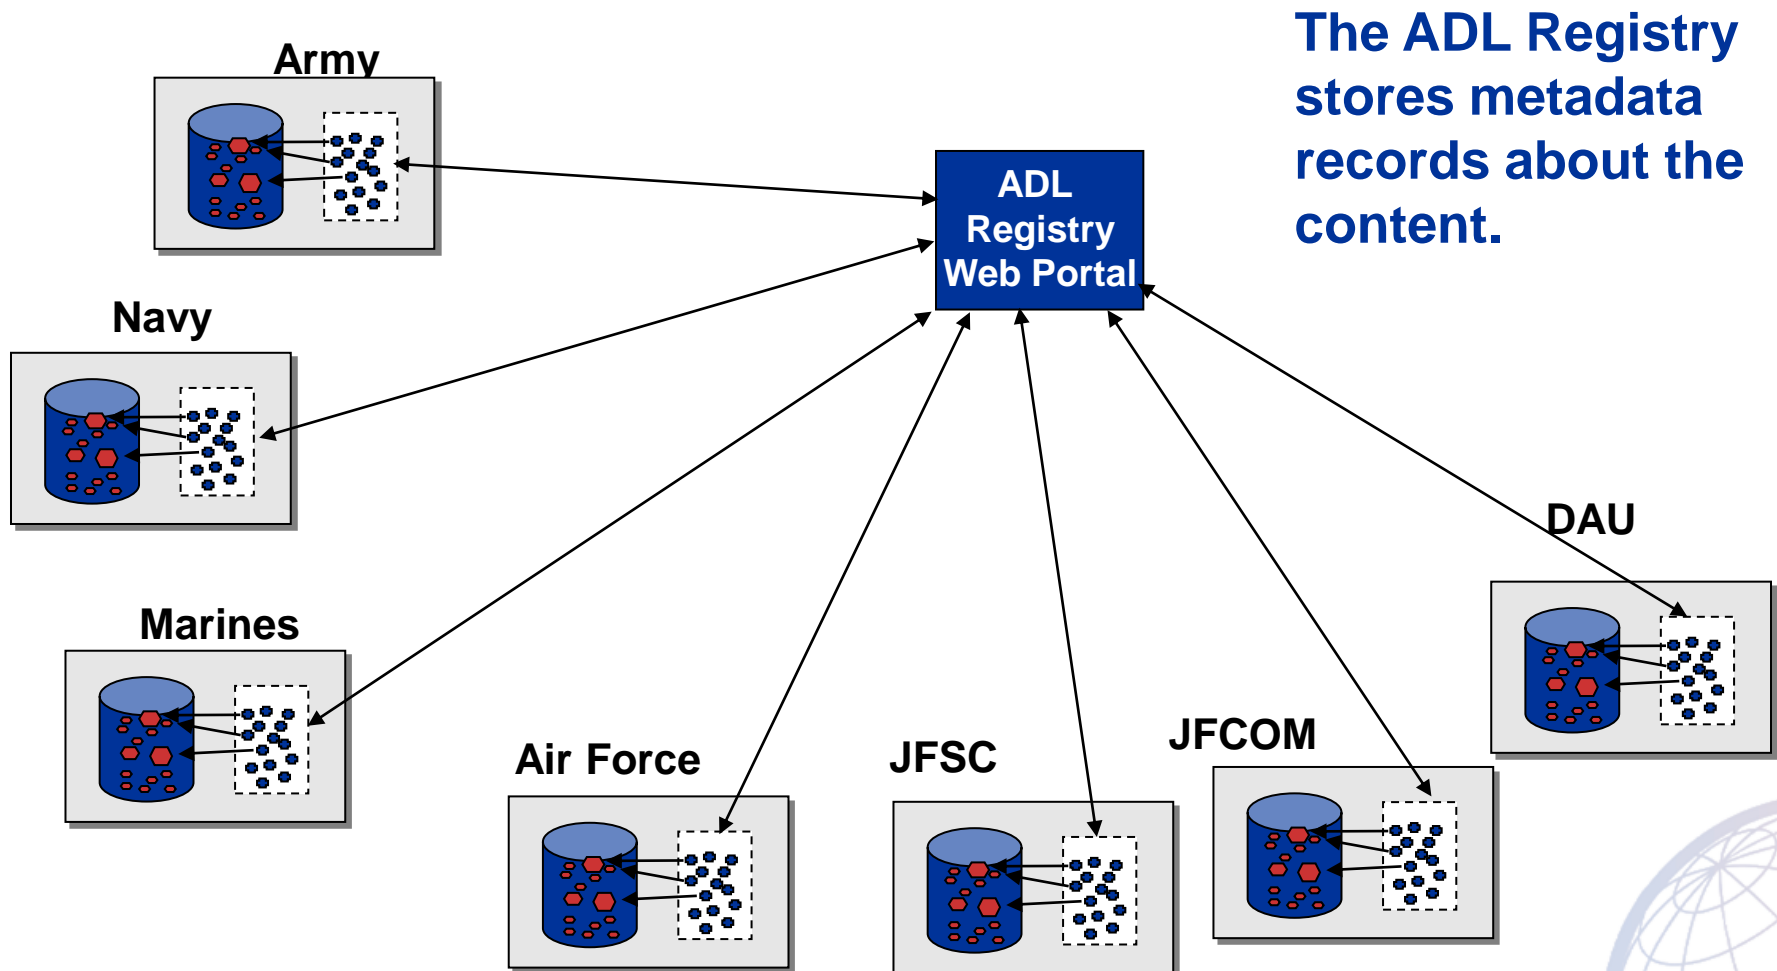 The ADL Registry
stores metadata
records about the
content.
Army
ADL
Registry
Web Portal
Navy
DAU
Marines
Air Force
JFSC
JFCOM